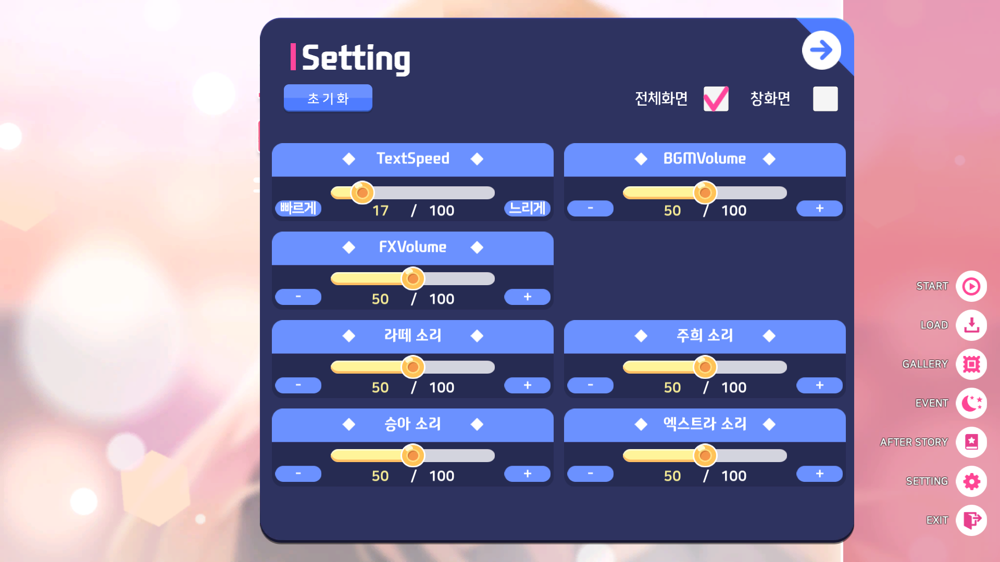 Setting
초기화
전체화면
창화면
TextSpeed
빠르게
17 / 100
느리게
BGMVolume
-
50 / 100
+
FXVolume
-
50 / 100
+
라떼 소리
-
50 / 100
+
주희 소리
-
50 / 100
+
승아 소리
-
50 / 100
+
엑스트라 소리
-
50 / 100
+
START
LOAD
GALLERY
EVENT
AFTER STORY
SETTING
EXIT